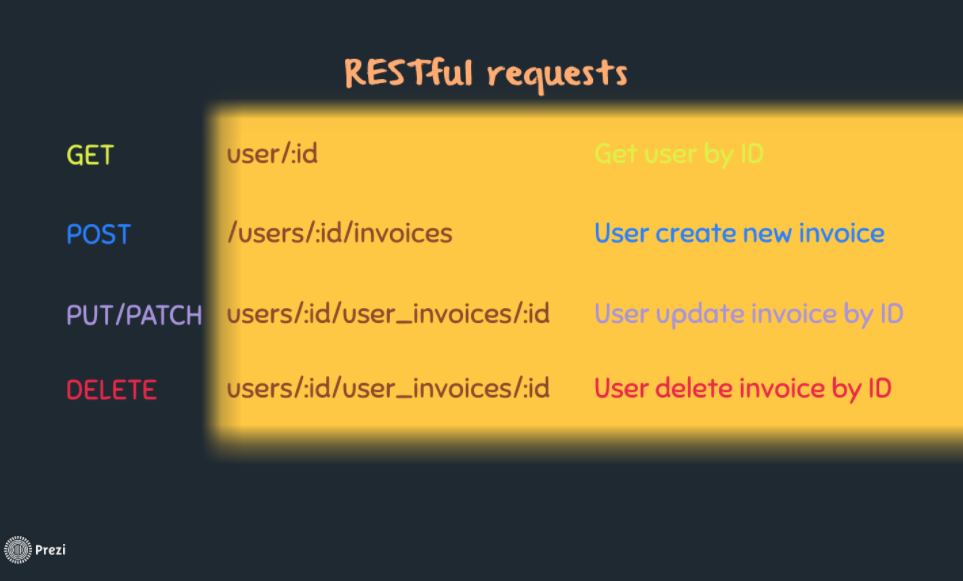 RESTful requests
GET user/:id Get user by ID
POST /users/:id/invoices User create new invoice
PUT/PATCH users/:id/user_invoices/:id User update invoice by ID
DELETE users/:id/user_invoices/:id User delete invoice by ID
Prezi